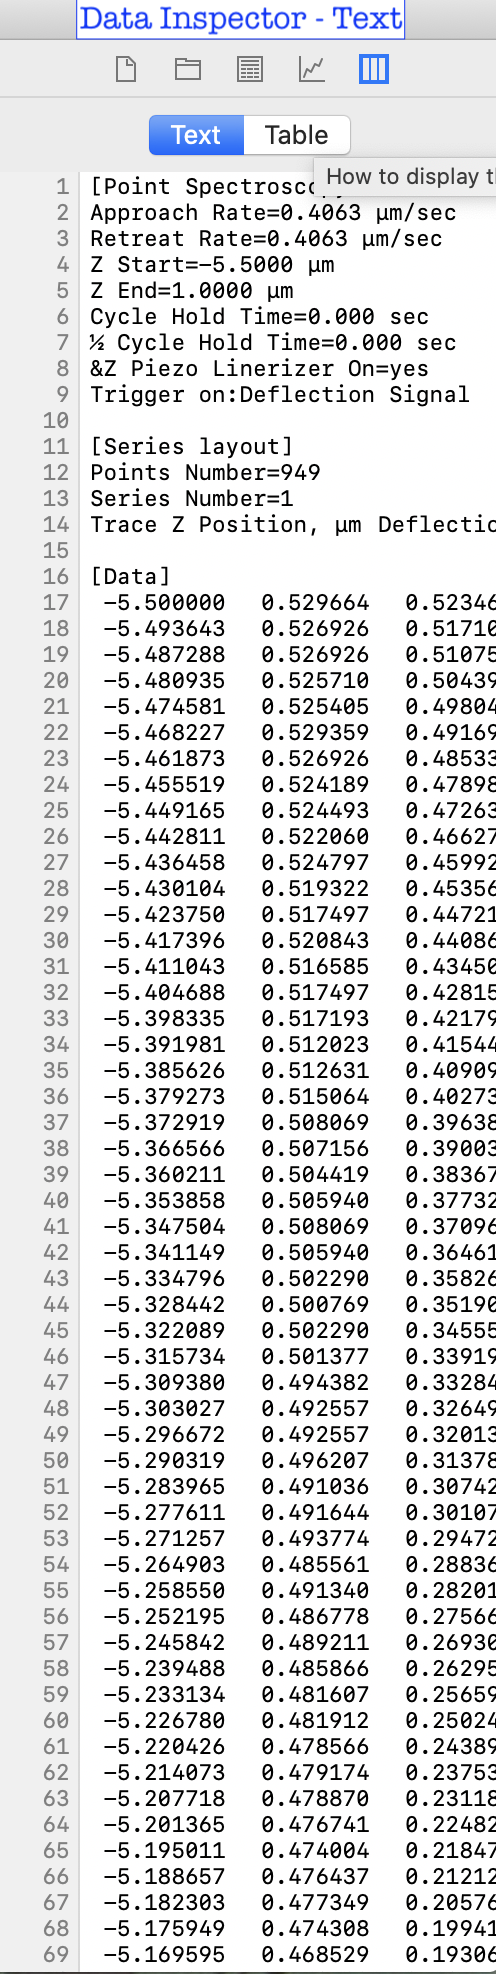 Data Inspector - Text
Text Table
How to display
1 [Point
2 Approach Rate=0.4063 µm/sec
3 Retreat Rate=0.4063 µm/sec
4 Z Start=-5.5000 µm
5 Z End=1.0000 µm
6 Cycle Hold Time=0.000 sec
7 ½ Cycle Hold Time=0.000 sec
8 &Z Piezo Linerizer On=yes
9 Trigger on:Deflection Signal
10
11 [Series layout]
12 Points Number=949
13 Series Number=1
14 Trace Z Position, µm
15
16 [Data]
17 -5.500000 0.529664 0.52346
18 -5.493643 0.526926 0.51710
19 -5.487288 0.526926 0.51075
20 -5.480935 0.525710 0.50439
21 -5.474581 0.525405 0.49804
22 -5.468227 0.529359 0.49169
23 -5.461873 0.526926 0.48533
24 -5.455519 0.524189 0.47898
25 -5.449165 0.524493 0.47263
26 -5.442811 0.522060 0.46627
27 -5.436458 0.524797 0.45992
28 -5.430104 0.519322 0.45356
29 -5.423750 0.517497 0.44721
30 -5.417396 0.520843 0.44086
31 -5.411043 0.516585 0.43450
32 -5.404688 0.517497 0.42815
33 -5.398335 0.517193 0.42179
34 -5.391981 0.512023 0.41544
35 -5.385626 0.512631 0.40909
36 -5.379273 0.515064 0.40273
37 -5.372919 0.508069 0.39638
38 -5.366566 0.507156 0.39003
39 -5.360211 0.504419 0.38367
40 -5.353858 0.505940 0.37732
41 -5.347504 0.508069 0.37096
42 -5.341149 0.505940 0.36461
43 -5.334796 0.502290 0.35826
44 -5.328442 0.500769 0.35190
45 -5.322089 0.502290 0.34555
46 -5.315734 0.501377 0.33919
47 -5.309380 0.494382 0.33284
48 -5.303027 0.492557 0.32649
49 -5.296672 0.492557 0.32013
50 -5.290319 0.496207 0.31378
51 -5.283965 0.491036 0.30742
52 -5.277611 0.491644 0.30107
53 -5.271257 0.493774 0.29472
54 -5.264903 0.485561 0.28836
55 -5.258550 0.491340 0.28201
56 -5.252195 0.486778 0.27566
57 -5.245842 0.489211 0.26930
58 -5.239488 0.485866 0.26295
59 -5.233134 0.481607 0.25659
60 -5.226780 0.481912 0.25024
61 -5.220426 0.478566 0.24389
62 -5.214073 0.479174 0.23753
63 -5.207718 0.478870 0.23118
64 -5.201365 0.476741 0.22482
65 -5.195011 0.474004 0.21847
66 -5.188657 0.476437 0.21212
67 -5.182303 0.477349 0.20576
68 -5.175949 0.474308 0.19941
69 -5.169595 0.468529 0.19306